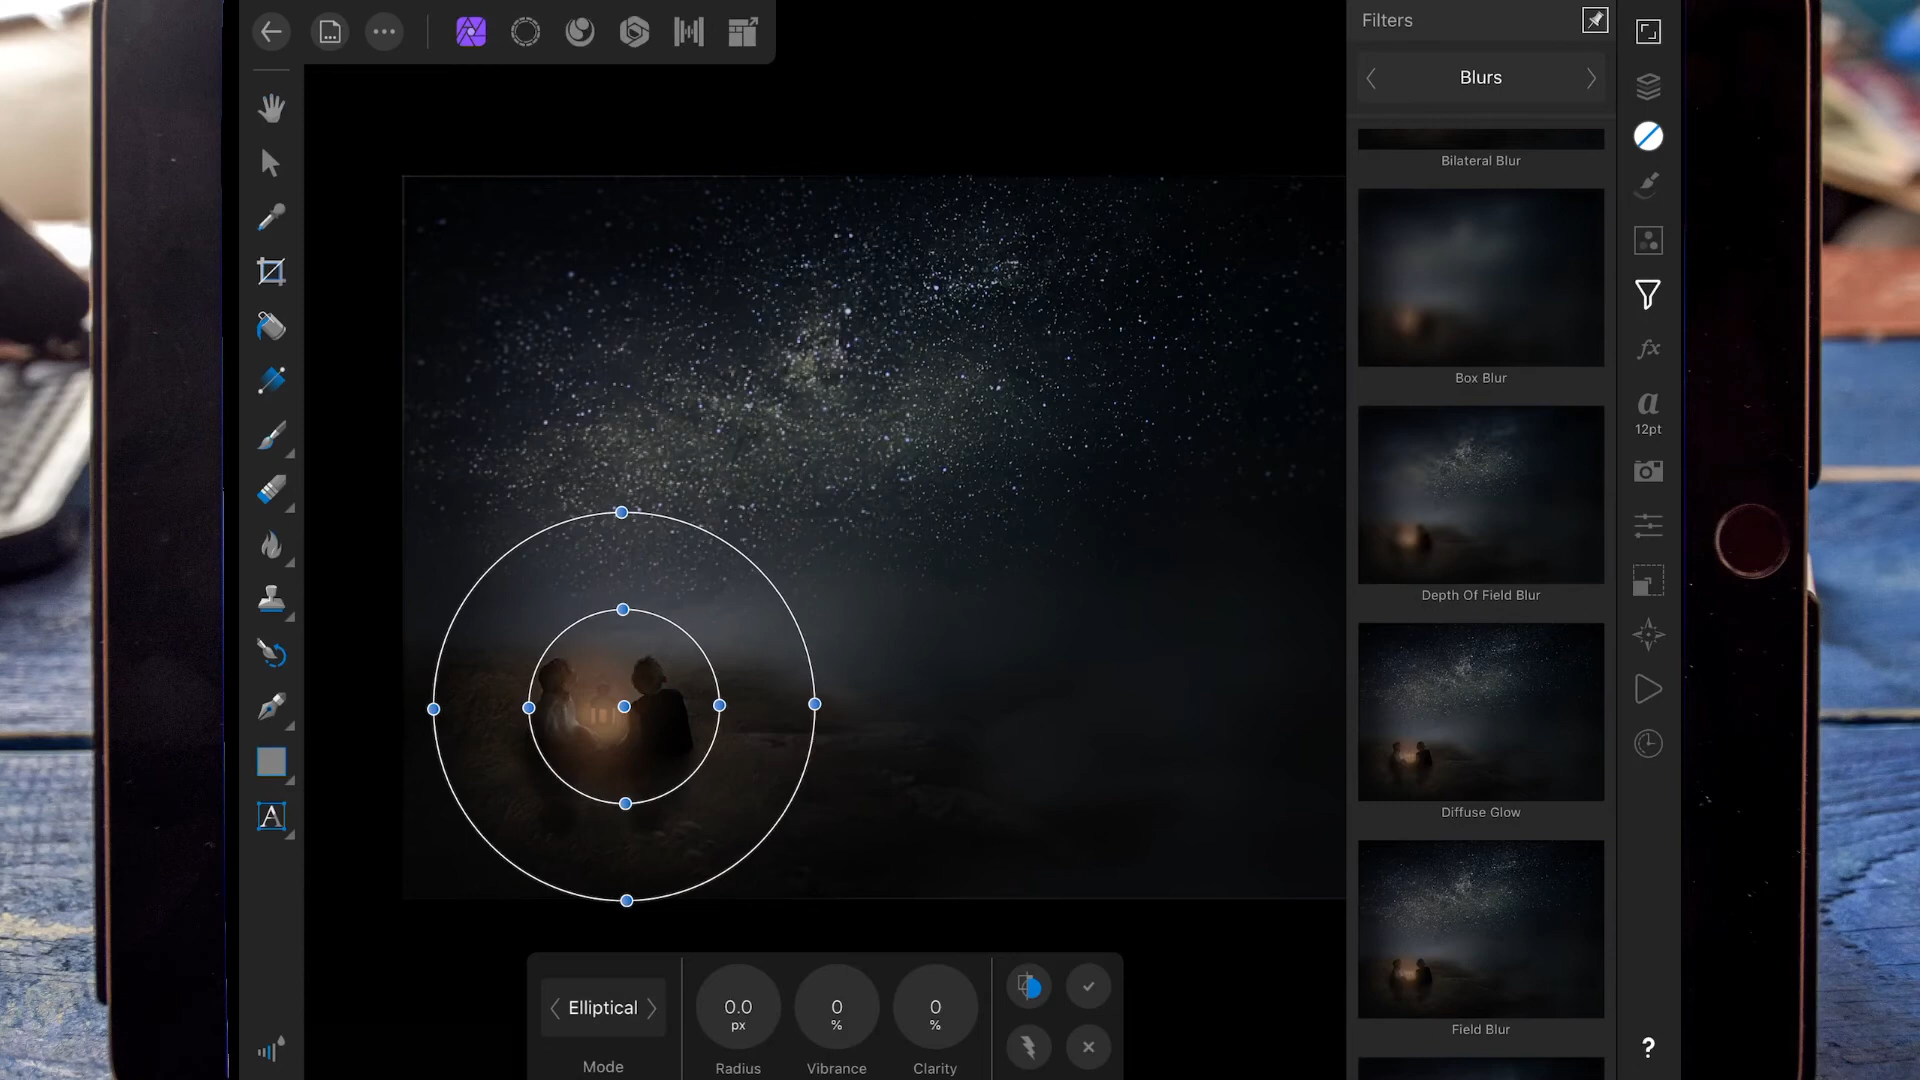 Filters
Blurs
Bilateral Blur
Box Blur
Depth Of Field Blur
Diffuse Glow
Field Blur
fx
a
12pt
A
Elliptical
Mode
0.0
px
Radius
0
%
Vibrance
0
%
Clarity
?